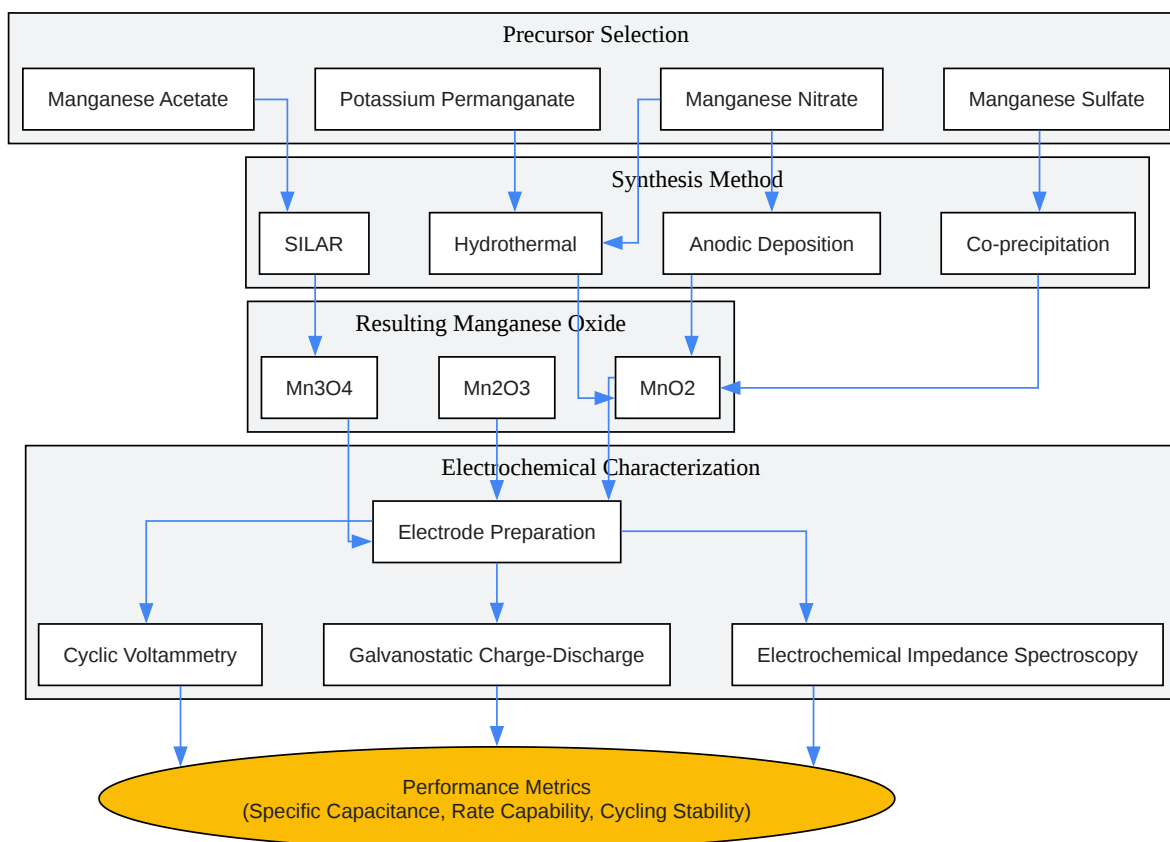 Precursor Selection
Manganese Acetate
Potassium Permanganate
Manganese Nitrate
Manganese Sulfate
Synthesis Method
SILAR
Hydrothermal
Anodic Deposition
Co-precipitation
Resulting Manganese Oxide
Mn3O4
Mn2O3
MnO2
Electrochemical Characterization
Electrode Preparation
Cyclic Voltammetry
Galvanostatic Charge-Discharge
Electrochemical Impedance Spectroscopy
Performance Metrics
(Specific Capacitance, Rate Capability, Cycling Stability)